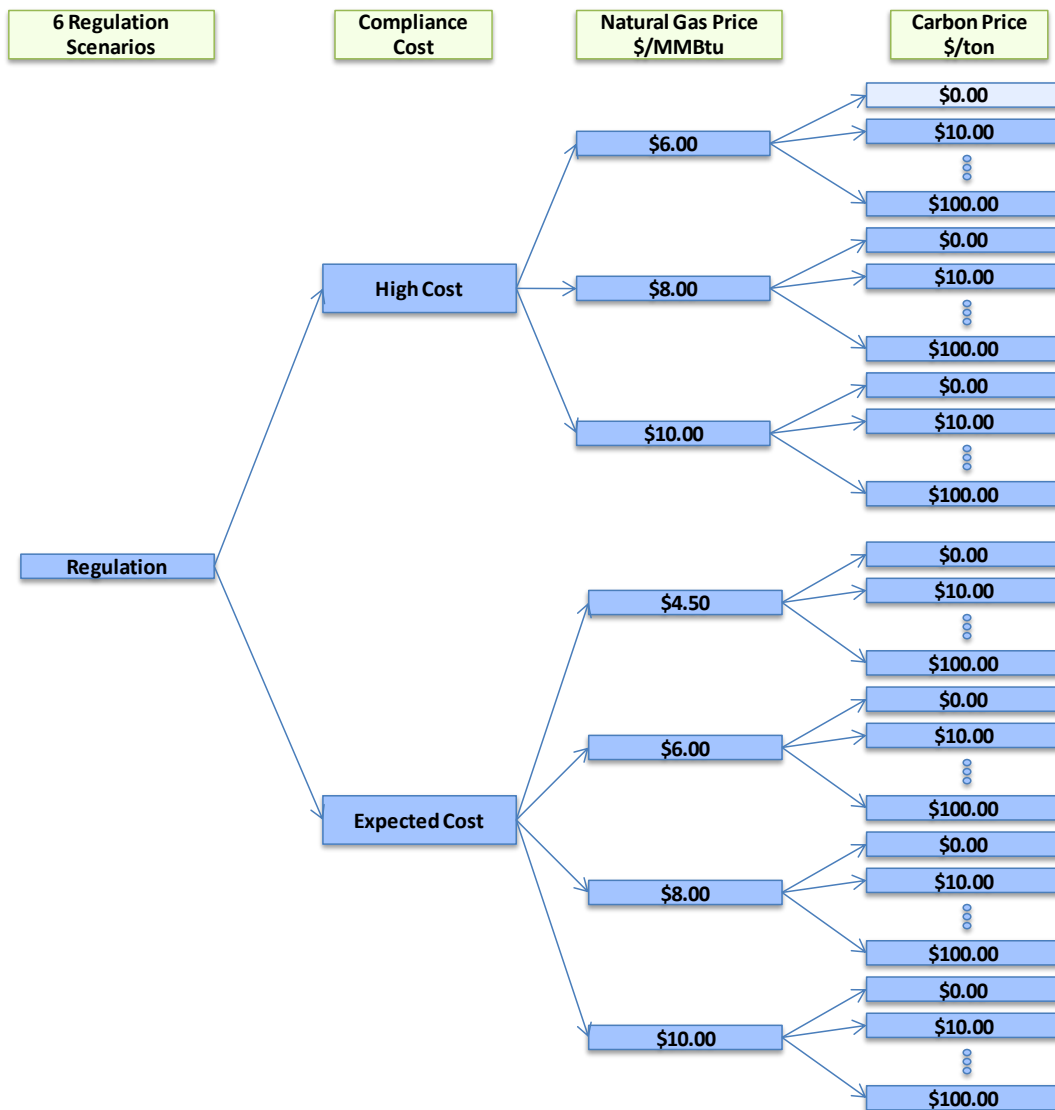 6 Regulation
Scenarios
Compliance
Cost
Natural Gas Price
$/MMBtu
Carbon Price
$/ton
$0.00
$10.00
$6.00
$100.00
$0.00
$10.00
High Cost
$8.00
$100.00
$0.00
$10.00
$10.00
$100.00
Regulation
$0.00
$10.00
$4.50
$100.00
$0.00
$10.00
$6.00
$100.00
Expected Cost
$0.00
$10.00
$8.00
$100.00
$0.00
$10.00
$10.00
$100.00